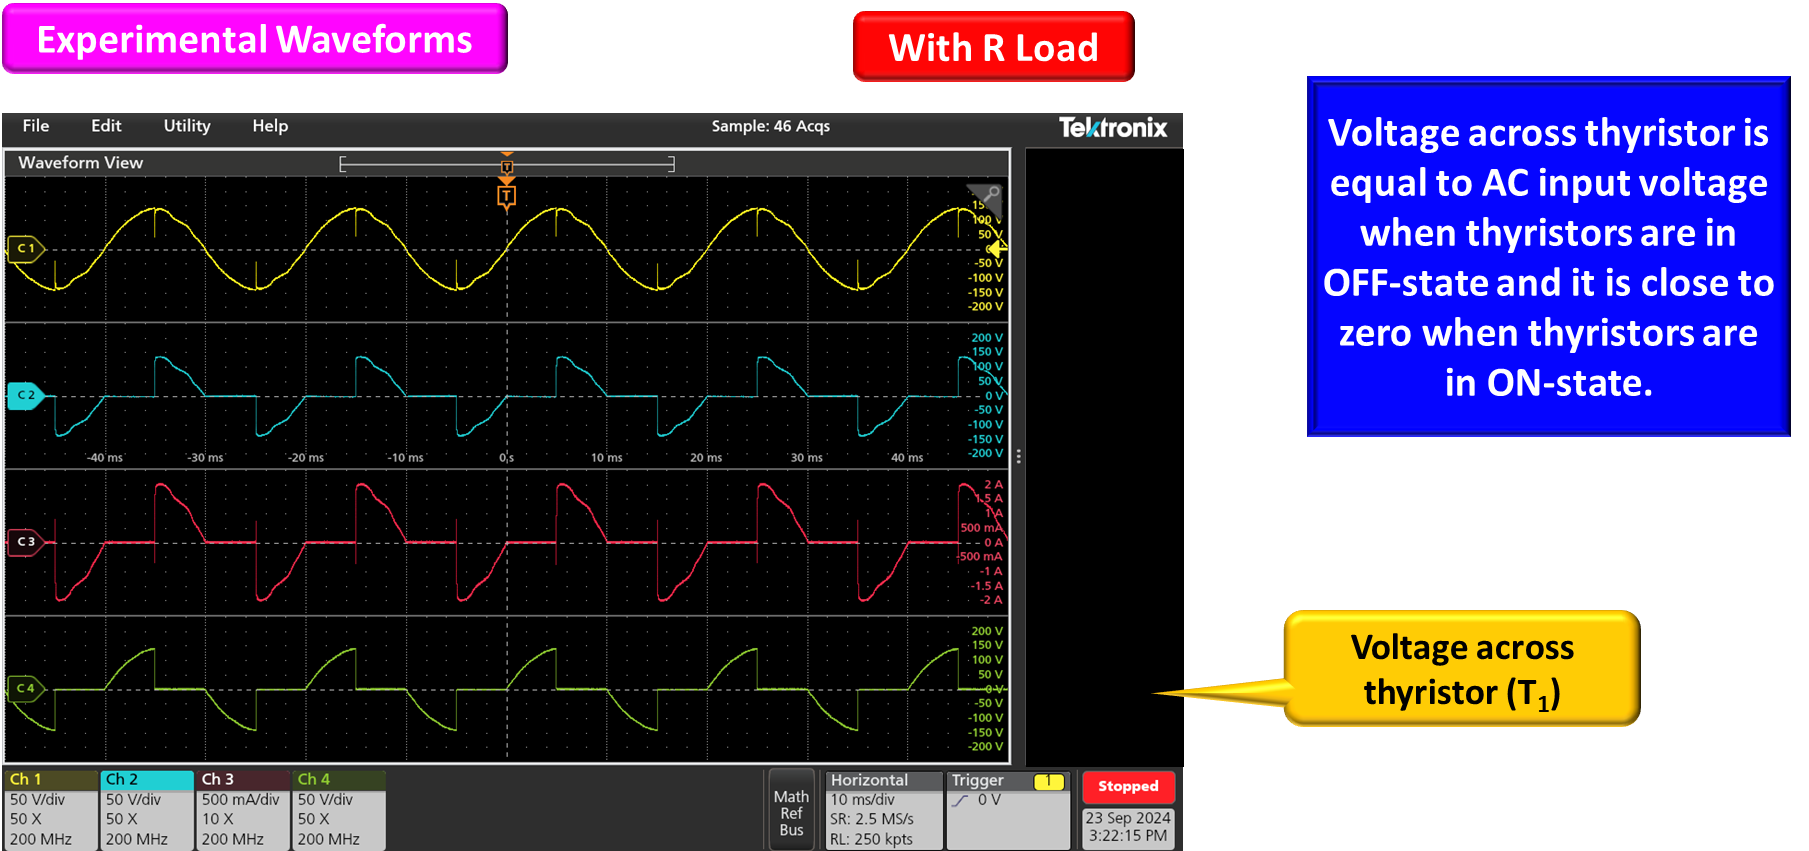 Experimental Waveforms
With R Load
Voltage across thyristor is
equal to AC input voltage
when thyristors are in
OFF-state and it is close to
zero when thyristors are
in ON-state.
File Edit Utility Help
Sample: 46 Acqs
Tektronix
Waveform View
T
T
C 1
100 V
50 V
-50 V
-100 V
-150 V
-200 V
C 2
200 V
150 V
100 V
50 V
0 V
-50 V
-100 V
-150 V
-200 V
-40 ms -30 ms -20 ms -10 ms 0 s 10 ms 20 ms 30 ms 40 ms
C 3
2 A
1.5 A
1 A
500 mA
0 A
-500 mA
-1 A
-1.5 A
-2 A
C 4
200 V
150 V
100 V
50 V
0 V
-50 V
-100 V
-150 V
-200 V
Voltage across
thyristor (T1)
Ch 1
50 V/div
50 X
200 MHz
Ch 2
50 V/div
50 X
200 MHz
Ch 3
500 mA/div
10 X
200 MHz
Ch 4
50 V/div
50 X
200 MHz
Math
Ref
Bus
Horizontal
10 ms/div
SR: 2.5 MS/s
RL: 250 kpts
Trigger 1
0 V
Stopped
23 Sep 2024
3:22:15 PM